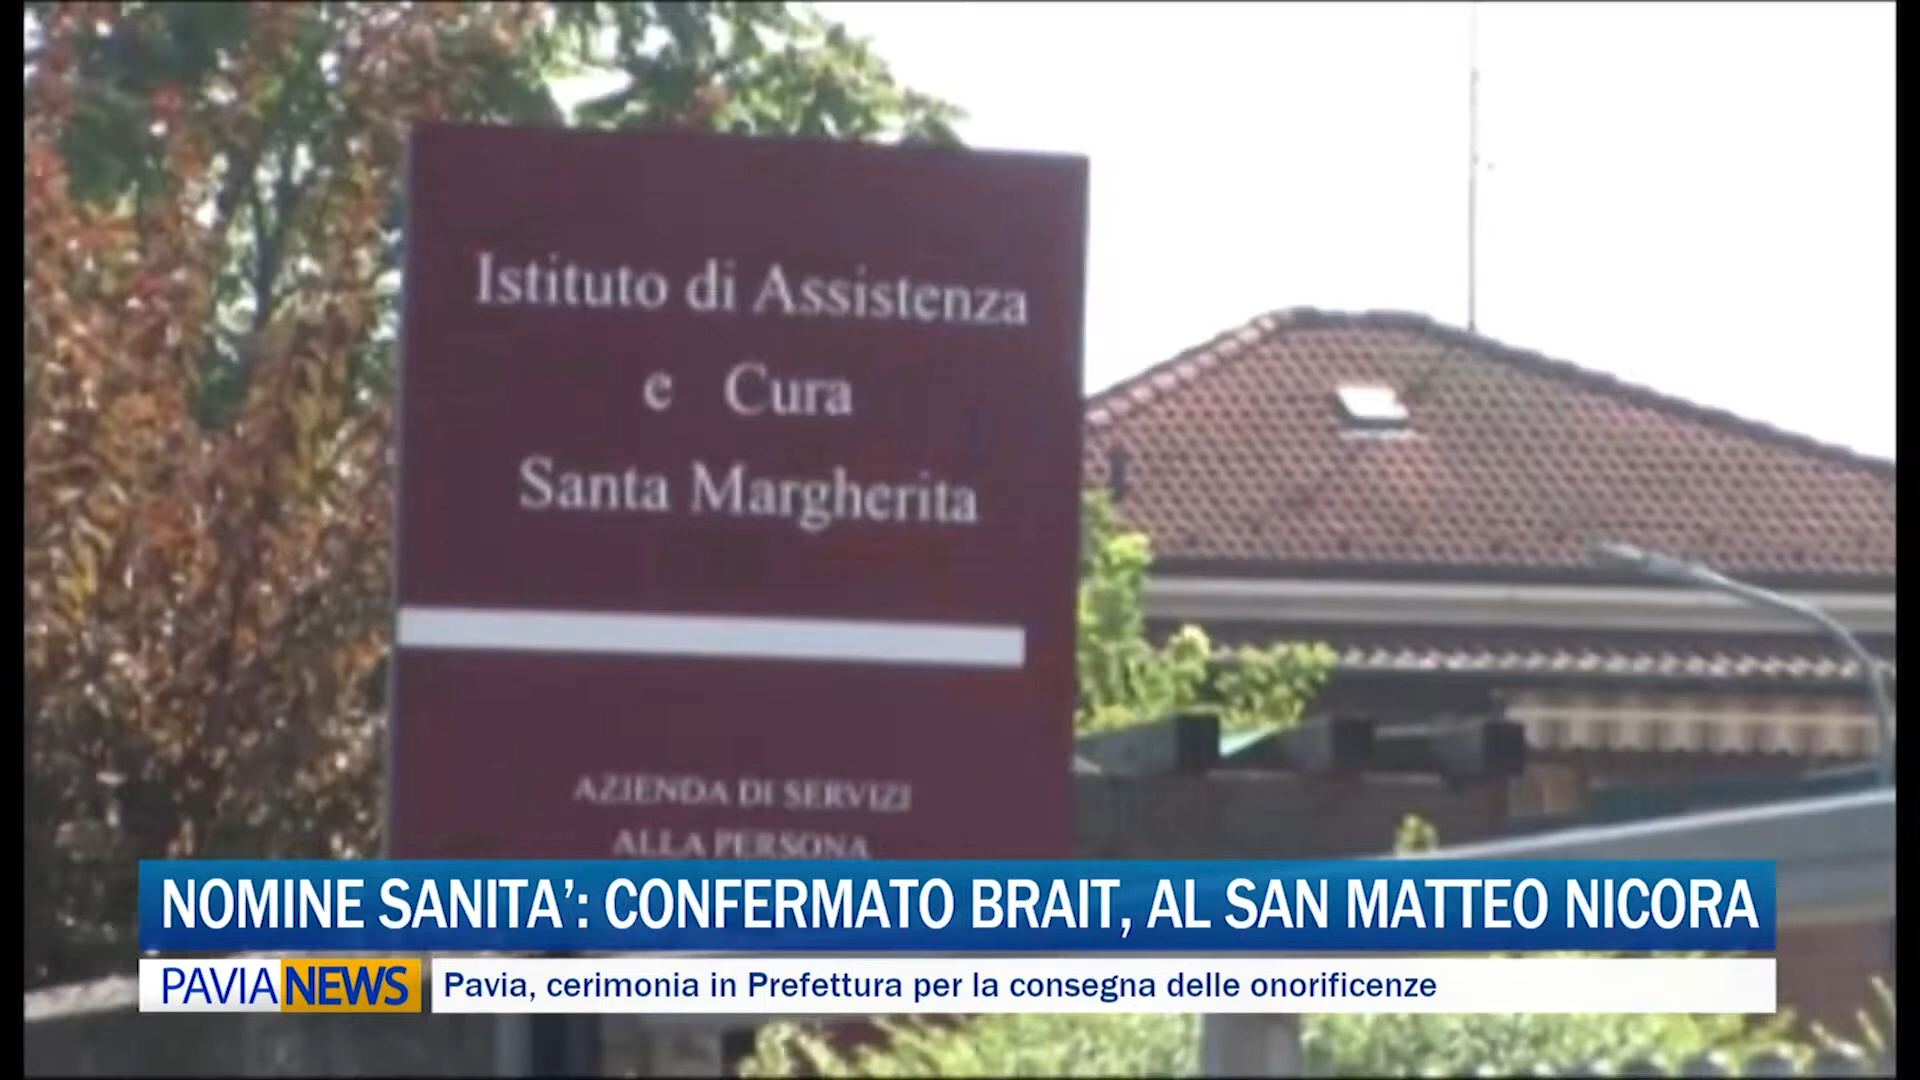 Istituto di Assistenza
e Cura
Santa Margherita
AZIENDA DI SERVIZI
ALLA PERSONA
NOMINE SANITA’: CONFERMATO BRAIT, AL SAN MATTEO NICORA
PAVIA NEWS Pavia, cerimonia in Prefettura per la consegna delle onorificenze